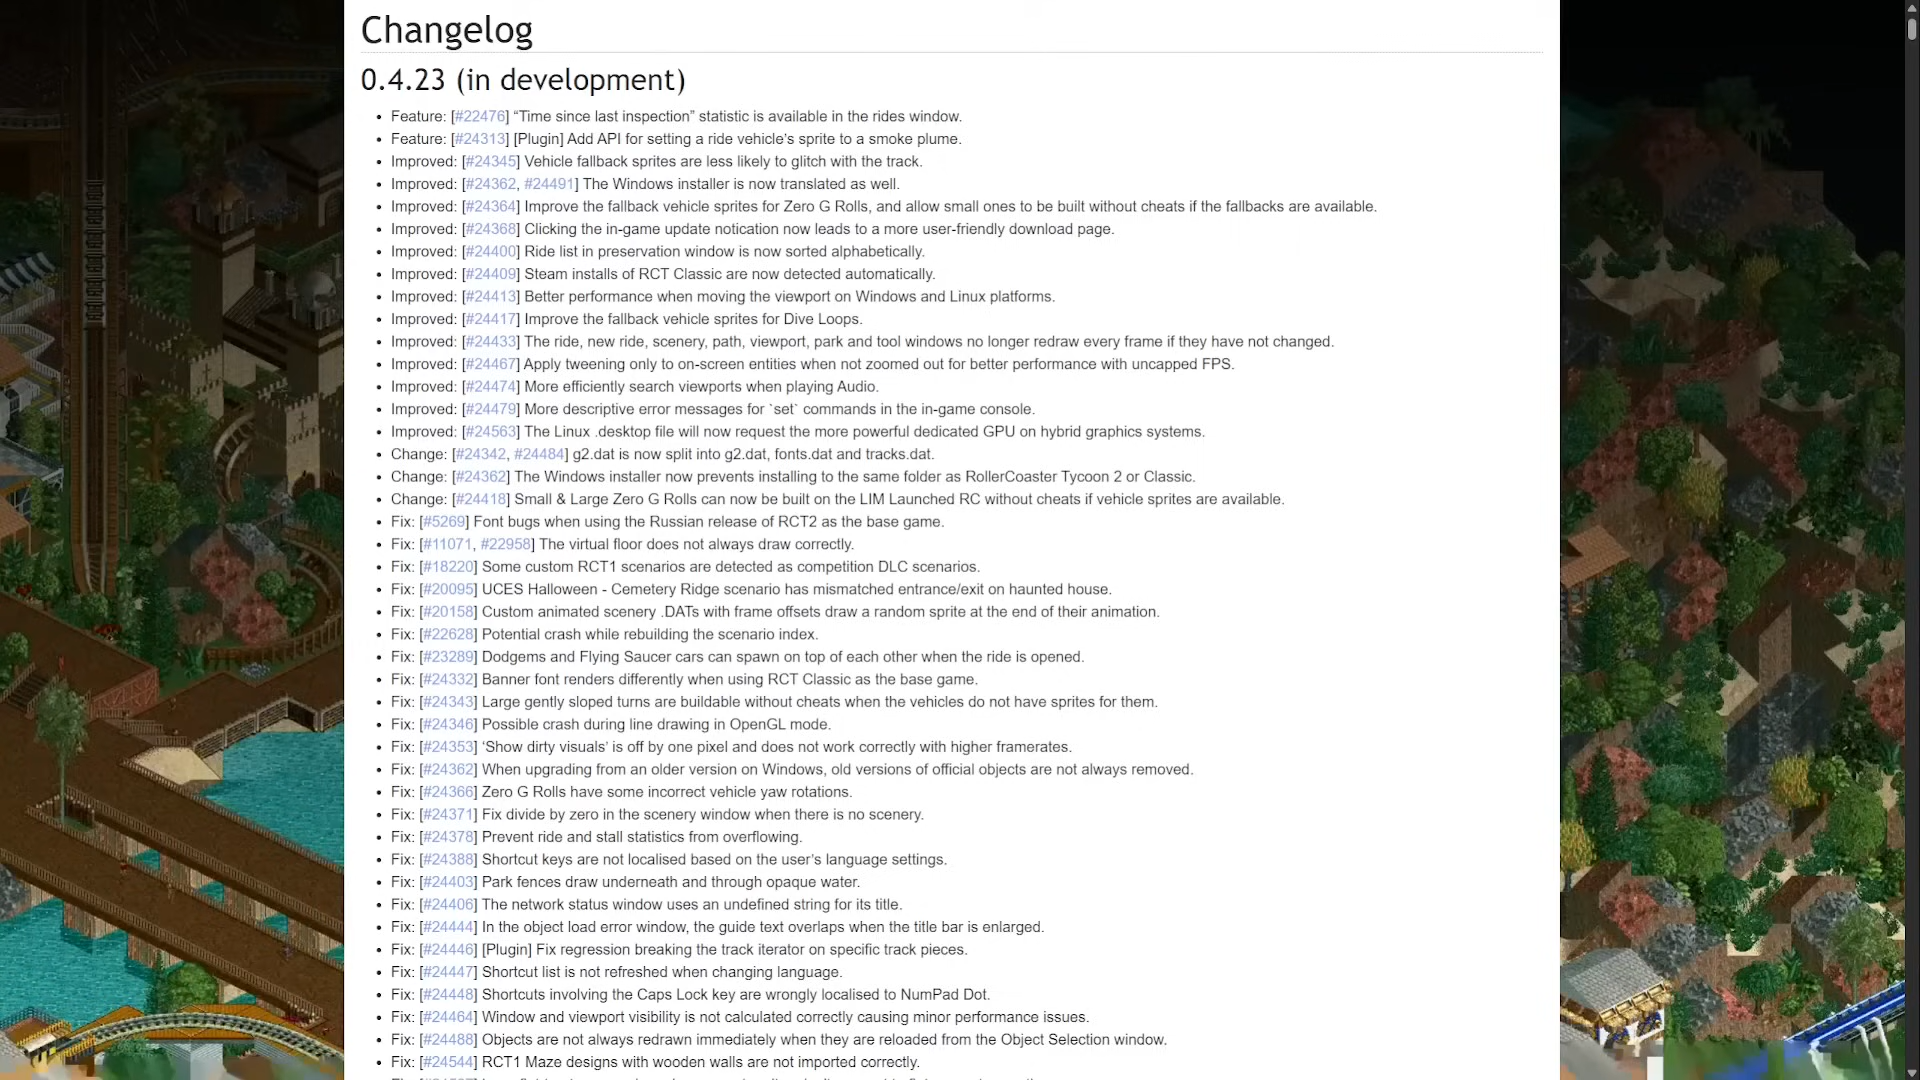 Changelog
0.4.23 (in development)
• Feature: [#22476] “Time since last inspection” statistic is available in the rides window.
• Feature: [#24313] [Plugin] Add API for setting a ride vehicle’s sprite to a smoke plume.
• Improved: [#24345] Vehicle fallback sprites are less likely to glitch with the track.
• Improved: [#24362, #24491] The Windows installer is now translated as well.
• Improved: [#24364] Improve the fallback vehicle sprites for Zero G Rolls, and allow small ones to be built without cheats if the fallbacks are available.
• Improved: [#24368] Clicking the in-game update notication now leads to a more user-friendly download page.
• Improved: [#24400] Ride list in preservation window is now sorted alphabetically.
• Improved: [#24409] Steam installs of RCT Classic are now detected automatically.
• Improved: [#24413] Better performance when moving the viewport on Windows and Linux platforms.
• Improved: [#24417] Improve the fallback vehicle sprites for Dive Loops.
• Improved: [#24433] The ride, new ride, scenery, path, viewport, park and tool windows no longer redraw every frame if they have not changed.
• Improved: [#24467] Apply tweening only to on-screen entities when not zoomed out for better performance with uncapped FPS.
• Improved: [#24474] More efficiently search viewports when playing Audio.
• Improved: [#24479] More descriptive error messages for `set` commands in the in-game console.
• Improved: [#24563] The Linux .desktop file will now request the more powerful dedicated GPU on hybrid graphics systems.
• Change: [#24342, #24484] g2.dat is now split into g2.dat, fonts.dat and tracks.dat.
• Change: [#24362] The Windows installer now prevents installing to the same folder as RollerCoaster Tycoon 2 or Classic.
• Change: [#24418] Small & Large Zero G Rolls can now be built on the LIM Launched RC without cheats if vehicle sprites are available.
• Fix: [#5269] Font bugs when using the Russian release of RCT2 as the base game.
• Fix: [#11071, #22958] The virtual floor does not always draw correctly.
• Fix: [#18220] Some custom RCT1 scenarios are detected as competition DLC scenarios.
• Fix: [#20095] UCES Halloween - Cemetery Ridge scenario has mismatched entrance/exit on haunted house.
• Fix: [#20158] Custom animated scenery .DATs with frame offsets draw a random sprite at the end of their animation.
• Fix: [#22628] Potential crash while rebuilding the scenario index.
• Fix: [#23289] Dodgems and Flying Saucer cars can spawn on top of each other when the ride is opened.
• Fix: [#24332] Banner font renders differently when using RCT Classic as the base game.
• Fix: [#24343] Large gently sloped turns are buildable without cheats when the vehicles do not have sprites for them.
• Fix: [#24346] Possible crash during line drawing in OpenGL mode.
• Fix: [#24353] ‘Show dirty visuals’ is off by one pixel and does not work correctly with higher framerates.
• Fix: [#24362] When upgrading from an older version on Windows, old versions of official objects are not always removed.
• Fix: [#24366] Zero G Rolls have some incorrect vehicle yaw rotations.
• Fix: [#24371] Fix divide by zero in the scenery window when there is no scenery.
• Fix: [#24378] Prevent ride and stall statistics from overflowing.
• Fix: [#24388] Shortcut keys are not localised based on the user’s language settings.
• Fix: [#24403] Park fences draw underneath and through opaque water.
• Fix: [#24406] The network status window uses an undefined string for its title.
• Fix: [#24444] In the object load error window, the guide text overlaps when the title bar is enlarged.
• Fix: [#24446] [Plugin] Fix regression breaking the track iterator on specific track pieces.
• Fix: [#24447] Shortcut list is not refreshed when changing language.
• Fix: [#24448] Shortcuts involving the Caps Lock key are wrongly localised to NumPad Dot.
• Fix: [#24464] Window and viewport visibility is not calculated correctly causing minor performance issues.
• Fix: [#24488] Objects are not always redrawn immediately when they are reloaded from the Object Selection window.
• Fix: [#24544] RCT1 Maze designs with wooden walls are not imported correctly.